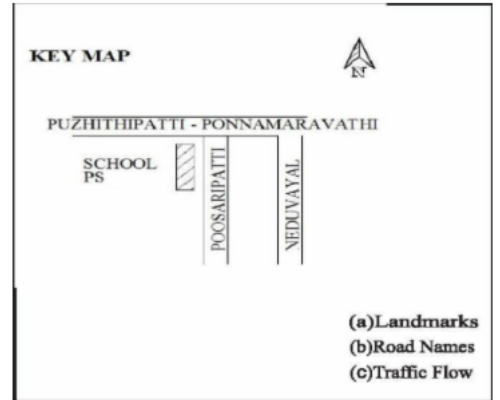 KEY MAP
N
PUZHITHIPATTI - PONNAMARAVATHI
SCHOOL
PS
POOSARIPATTI
NEDUVAYAL
(a)Landmarks
(b)Road Names
(c)Traffic Flow